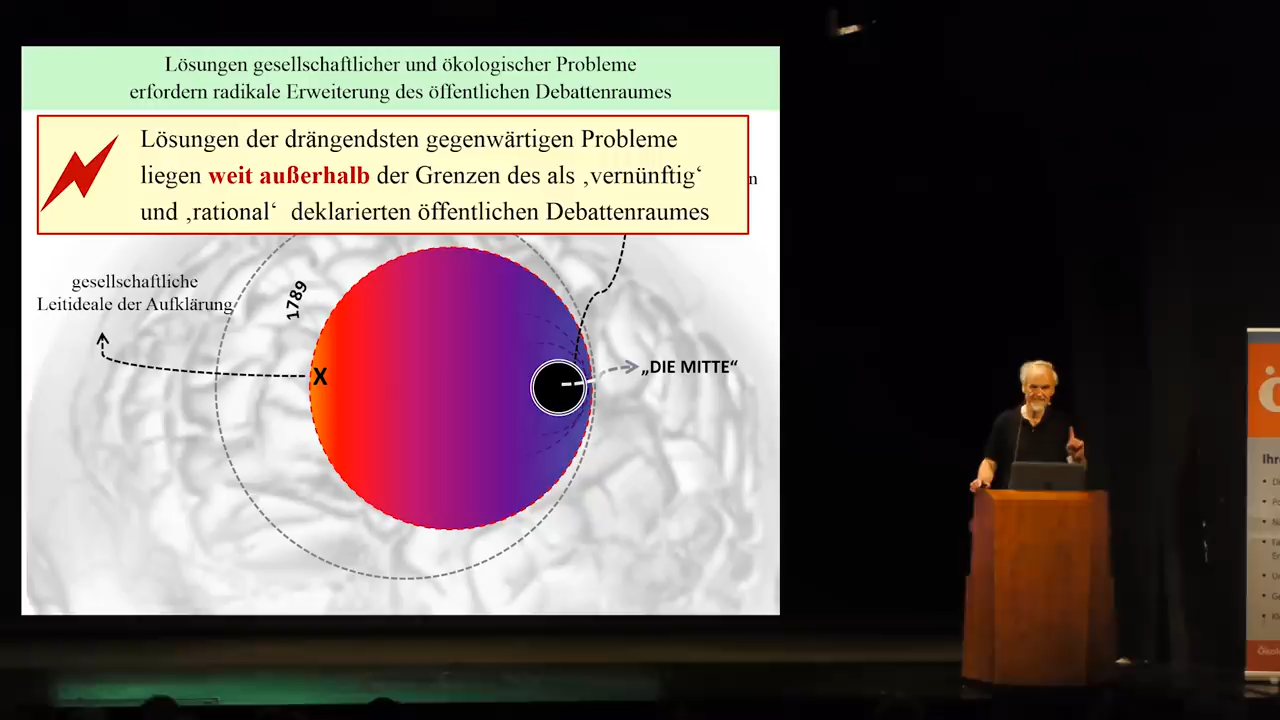 Lösungen gesellschaftlicher und ökologischer Probleme
erfordern radikale Erweiterung des öffentlichen Debattenraumes
Lösungen der drängendsten gegenwärtigen Probleme
liegen weit außerhalb der Grenzen des als ‚vernünftig‘
und ‚rational‘ deklarierten öffentlichen Debattenraumes
n
gesellschaftliche
Leitideale der Aufklärung
1789
X
„DIE MITTE“
Ihre